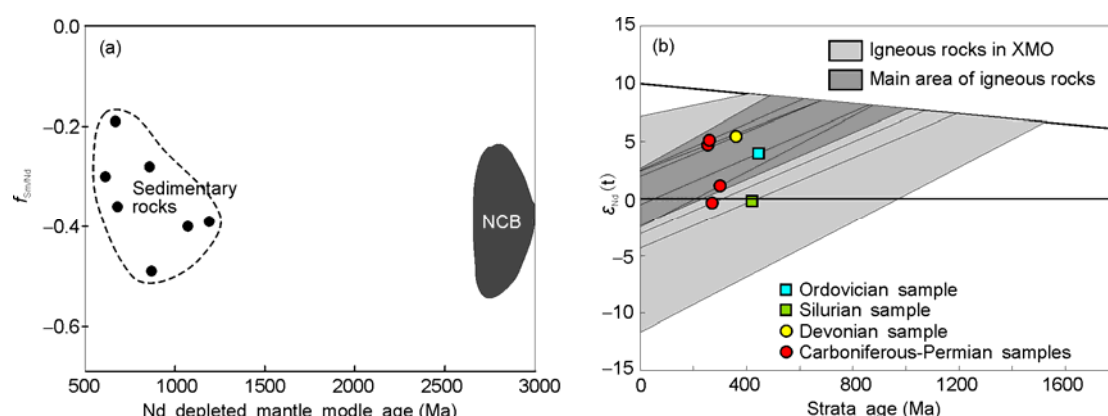 (a)
0.0
−0.2
−0.4
−0.6
f Sm/Nd
Sedimentary
rocks
NCB
500 1000 1500 2000 2500 3000
Nd depleted mantle modle age (Ma)
(b)
15
10
5
0
−5
−10
−15
εNd(t)
Igneous rocks in XMO
Main area of igneous rocks
Ordovician sample
Silurian sample
Devonian sample
Carboniferous-Permian samples
0 400 800 1200 1600
Strata age (Ma)